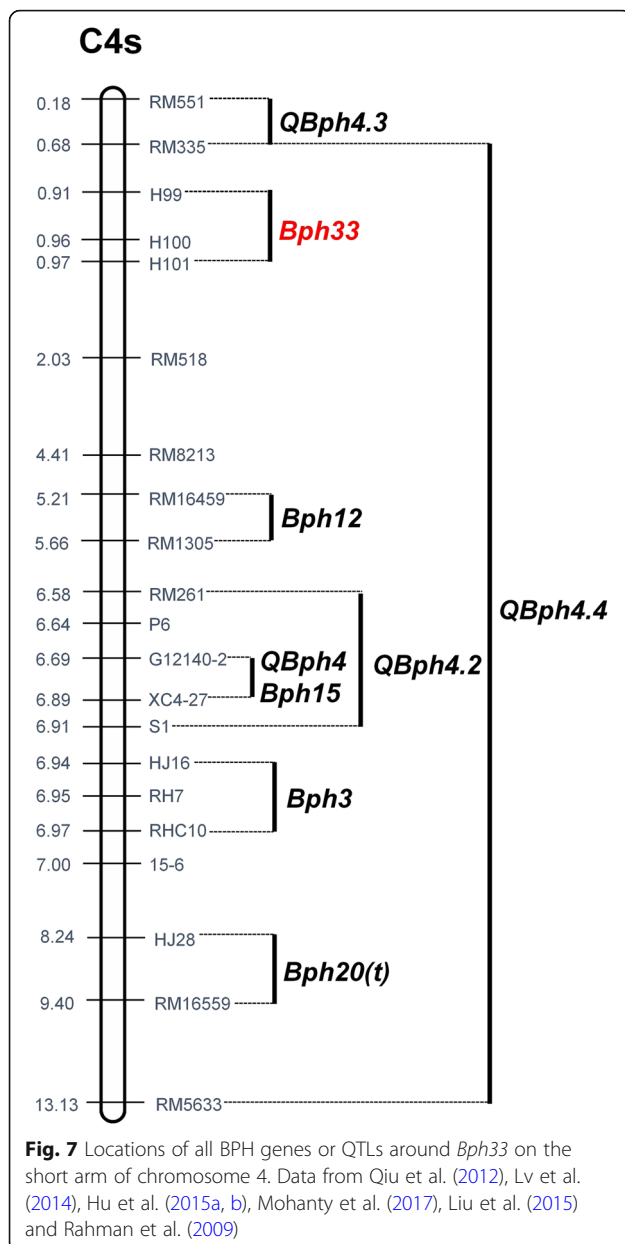 C4s
0.18 RM551
QBph4.3
0.68 RM335
0.91 H99
Bph33
0.96 H100
0.97 H101
2.03 RM518
4.41 RM8213
5.21 RM16459
Bph12
5.66 RM1305
6.58 RM261
QBph4.4
6.64 P6
6.69 G12140-2 QBph4
QBph4.2
6.89 XC4-27 Bph15
6.91 S1
6.94 HJ16
6.95 RH7 Bph3
6.97 RHC10
7.00 15-6
8.24 HJ28
Bph20(t)
9.40 RM16559
13.13 RM5633
Fig. 7 Locations of all BPH genes or QTLs around Bph33 on the
short arm of chromosome 4. Data from Qiu et al. (2012), Lv et al.
(2014), Hu et al. (2015a, b), Mohanty et al. (2017), Liu et al. (2015)
and Rahman et al. (2009)